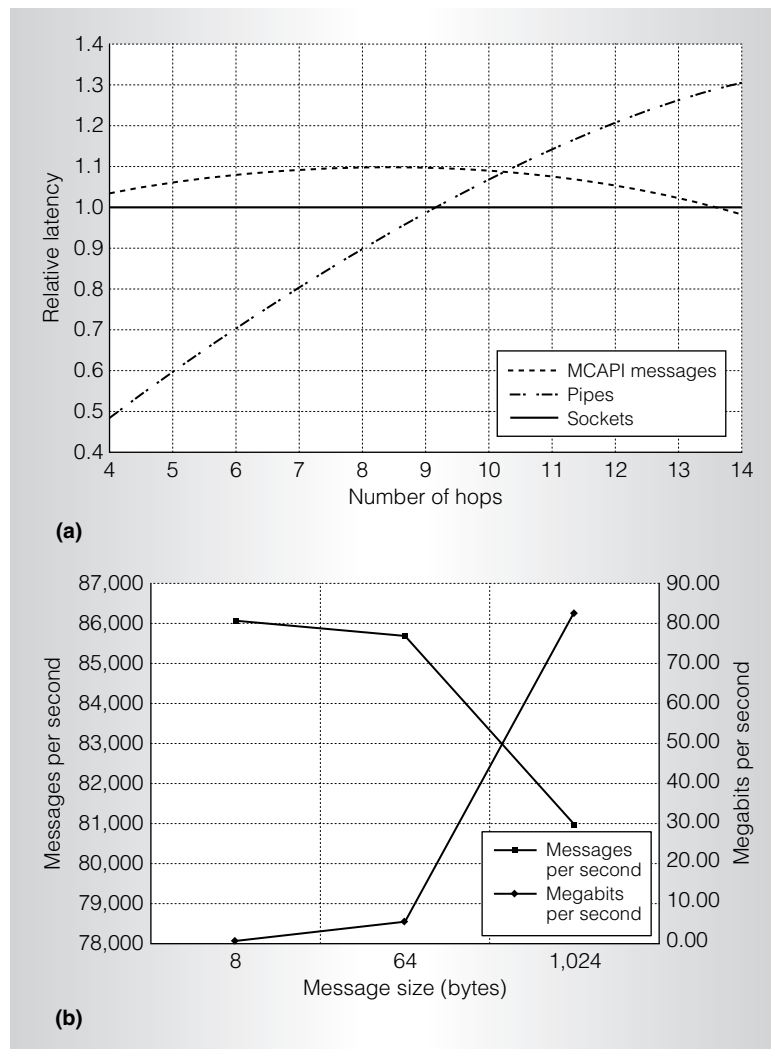 1.4
1.3
1.2
1.1
1.0
0.9
0.8
0.7
0.6
0.5
0.4
Relative latency
MCAPI messages
Pipes
Sockets
4 5 6 7 8 9 10 11 12 13 14
Number of hops
(a)
87,000
86,000
85,000
84,000
83,000
82,000
81,000
80,000
79,000
78,000
Messages per second
90.00
80.00
70.00
60.00
50.00
40.00
30.00
20.00
10.00
0.00
Megabits per second
Messages
per second
Megabits
per second
8 64 1,024
Message size (bytes)
(b)